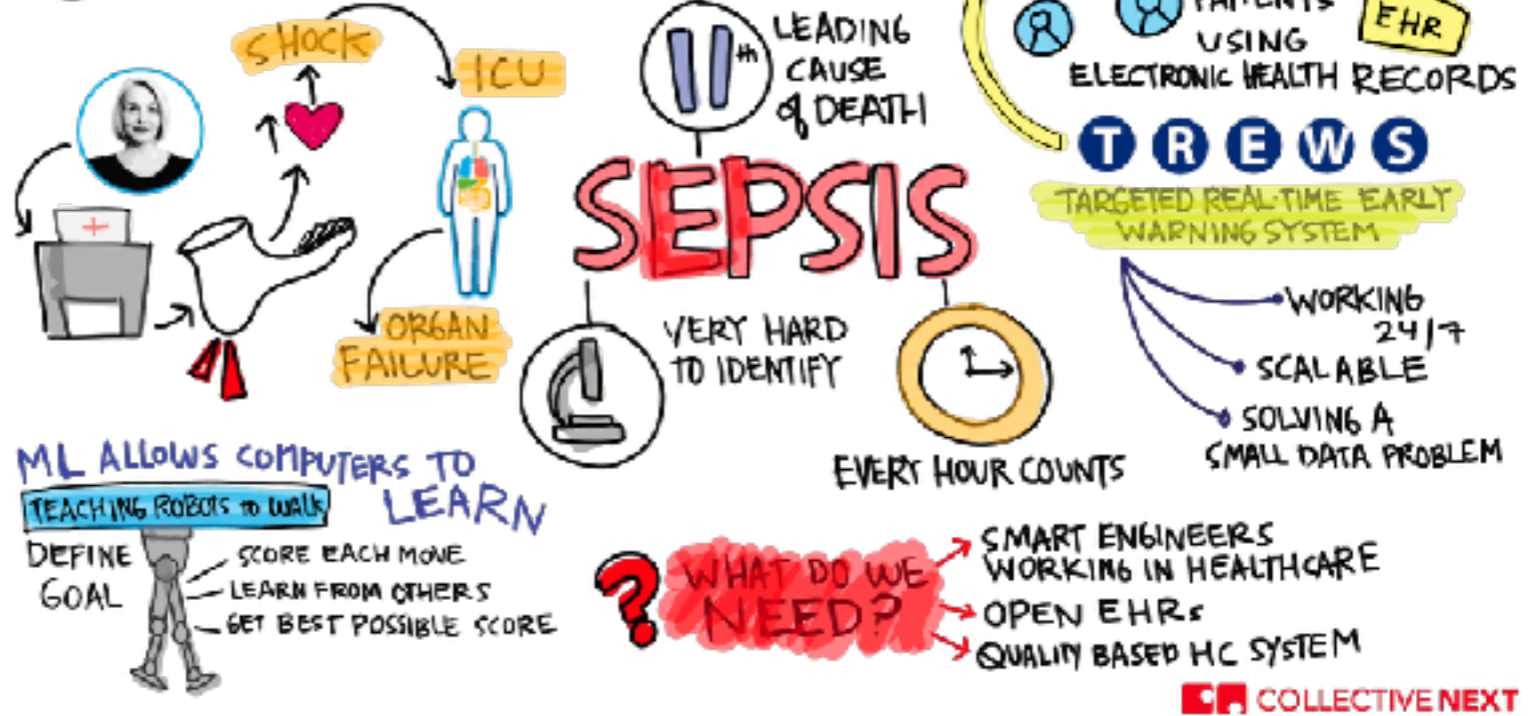 SHOCK
ICU
ORGAN
FAILURE
11th
LEADING
CAUSE
of DEATH
SEPSIS
VERY HARD
TO IDENTIFY
EVERY HOUR COUNTS
PATIENTS
USING
EHR
ELECTRONIC HEALTH RECORDS
TREWS
TARGETED REAL-TIME EARLY
WARNING SYSTEM
WORKING
24/7
SCALABLE
SOLVING A
SMALL DATA PROBLEM
ML ALLOWS COMPUTERS TO
LEARN
TEACHING ROBOTS TO WALK
DEFINE
GOAL
SCORE EACH MOVE
LEARN FROM OTHERS
GET BEST POSSIBLE SCORE
? WHAT DO WE
NEED?
SMART ENGINEERS
WORKING IN HEALTHCARE
OPEN EHRs
QUALITY BASED HC SYSTEM
COLLECTIVE NEXT